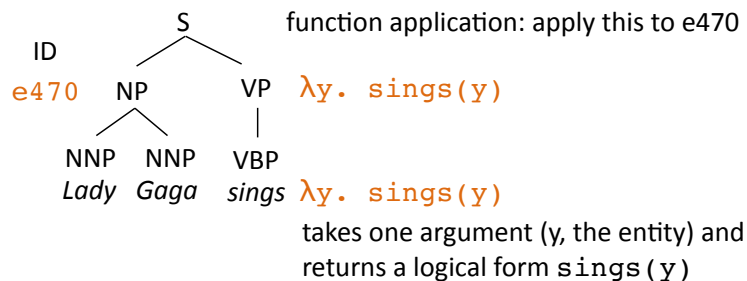 S function application: apply this to e470
ID
e470 NP VP λy. sings(y)
NNP NNP VBP
Lady Gaga sings λy. sings(y)
takes one argument (y, the entity) and
returns a logical form sings(y)